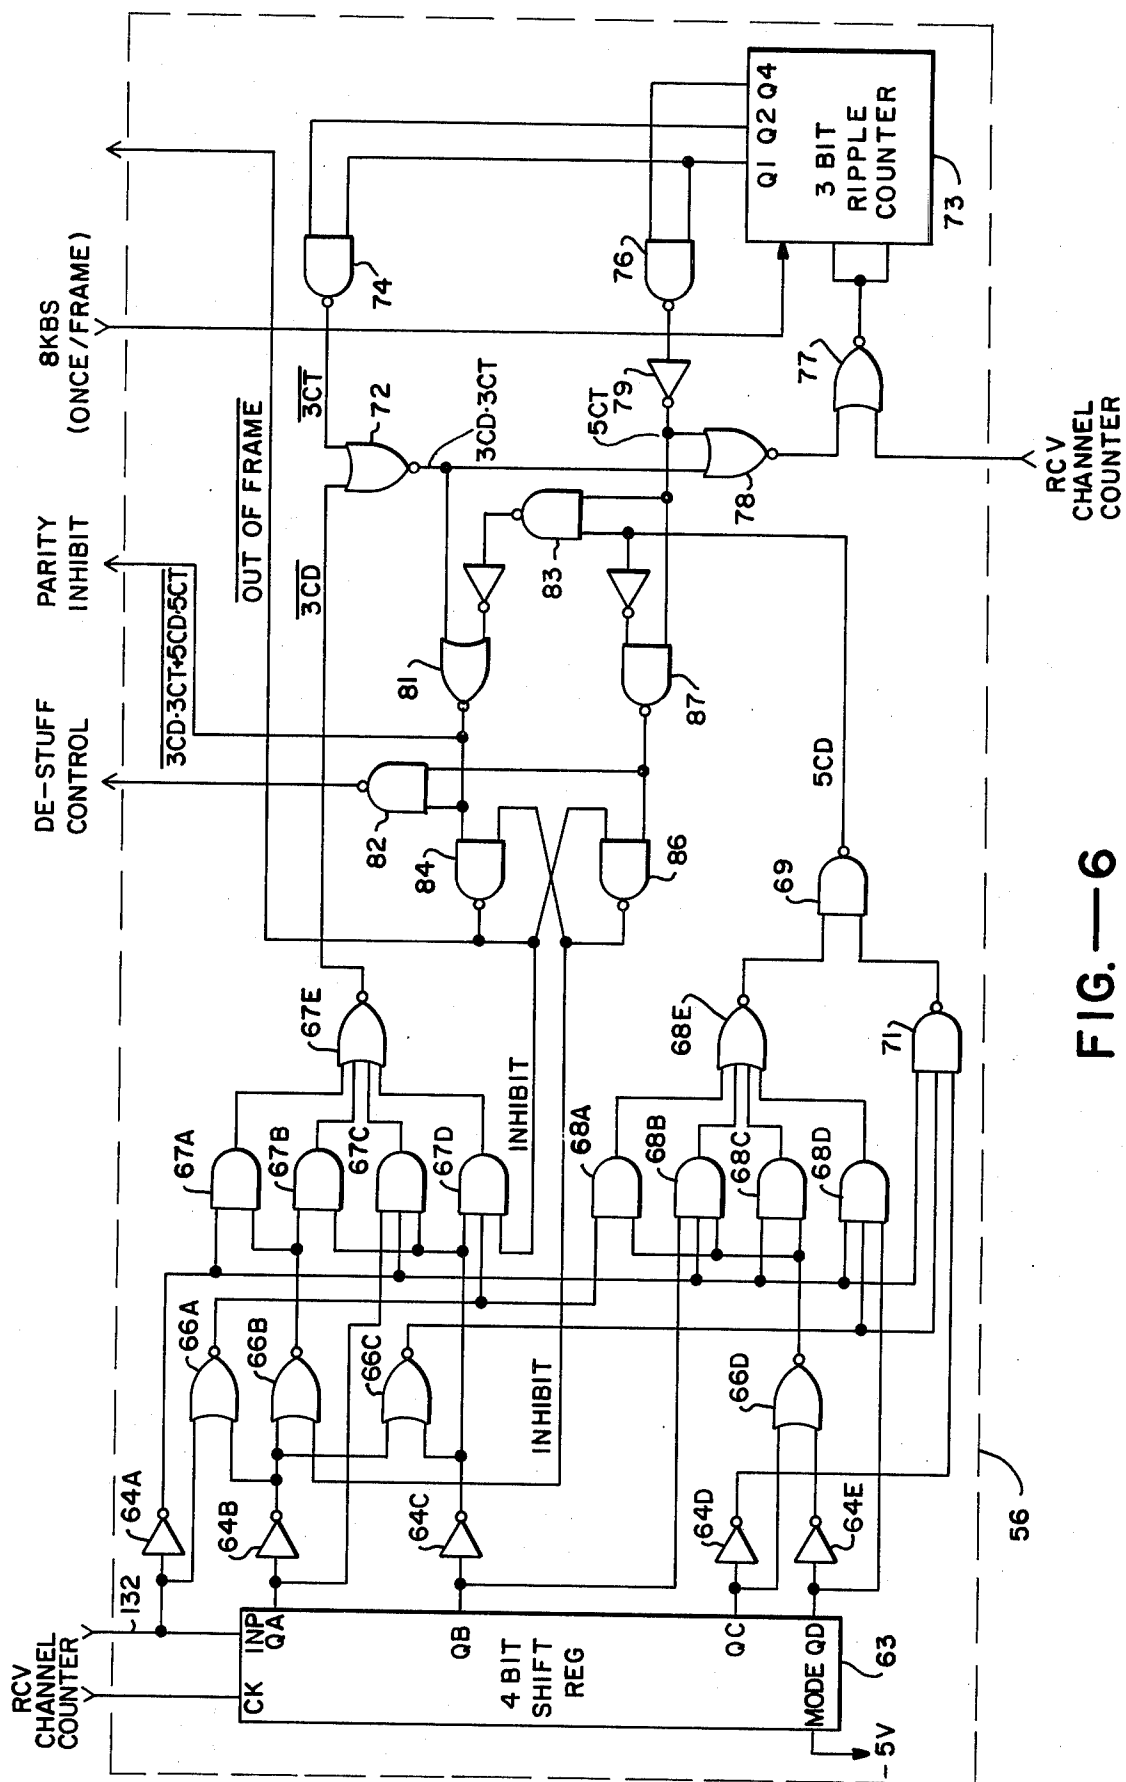 RCV
CHANNEL
COUNTER
132
CK
INP
QA
QB
QC
MODE QD
4 BIT
SHIFT
REG
63
-5V
56
64A
64B
64C
64D
64E
66A
66B
66C
66D
INHIBIT
INHIBIT
67A
67B
67C
67D
67E
68A
68B
68C
68D
68E
69
71
5CD
DE-STUFF
CONTROL
PARITY
INHIBIT
3CD·3CT+5CD·5CT
OUT OF FRAME
3CD
3CT
8KBS
(ONCE/FRAME)
72
3CD·3CT
74
76
77
78
79
5CT
81
82
83
84
86
87
Q1 Q2 Q4
3 BIT
RIPPLE
COUNTER
73
RCV
CHANNEL
COUNTER
FIG.—6